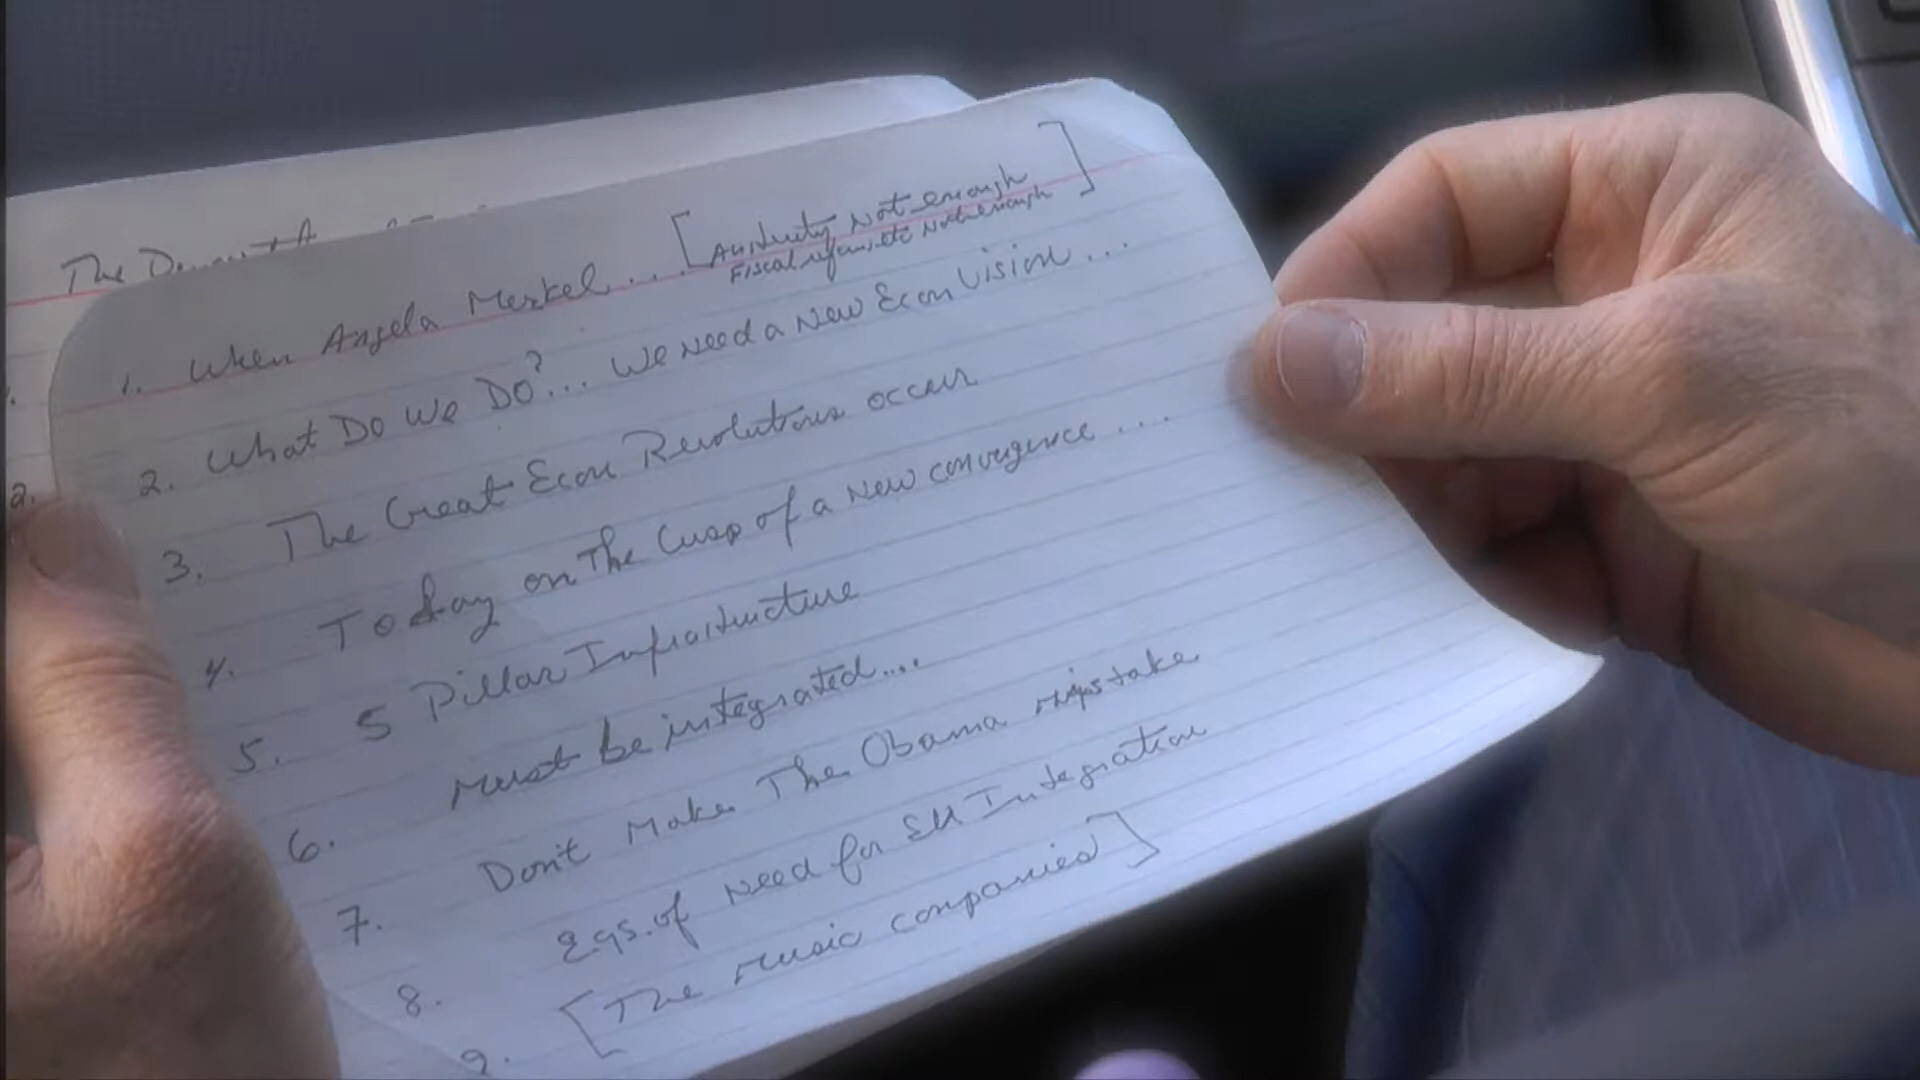 The
1. When Angela Merkel... [Austerity Not enough
Fiscal reforms etc Not enough]
2. What Do We Do?... We Need a New Econ Vision...
3. The Great Econ Revolutions occur
4. Today on The Cusp of a New convergence...
5. 5 Pillar Infrastructure
6. Must be integrated....
7. Don't Make The Obama mistake
8. Egs. of Need for EU Integration
9. [The music companies]
2.